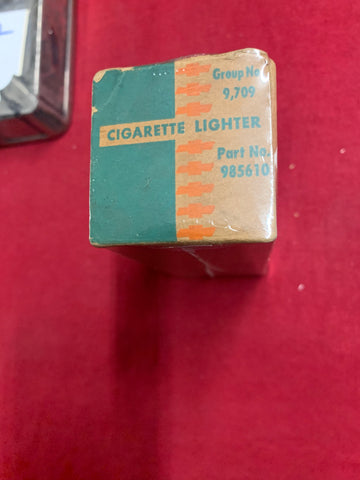 Group No.
9,709
CIGARETTE LIGHTER
Part No.
985610